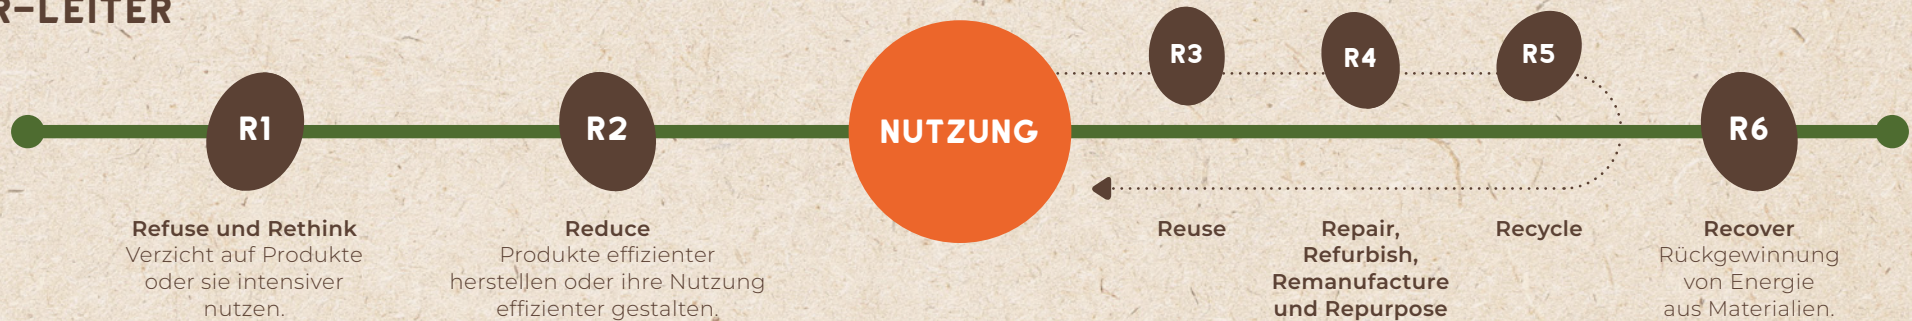 R-LEITER
R1
R2
NUTZUNG
R3
R4
R5
R6
Refuse und Rethink
Verzicht auf Produkte
oder sie intensiver
nutzen.
Reduce
Produkte effizienter
herstellen oder ihre Nutzung
effizienter gestalten.
Reuse
Repair,
Refurbish,
Remanufacture
und Repurpose
Recycle
Recover
Rückgewinnung
von Energie
aus Materialien.